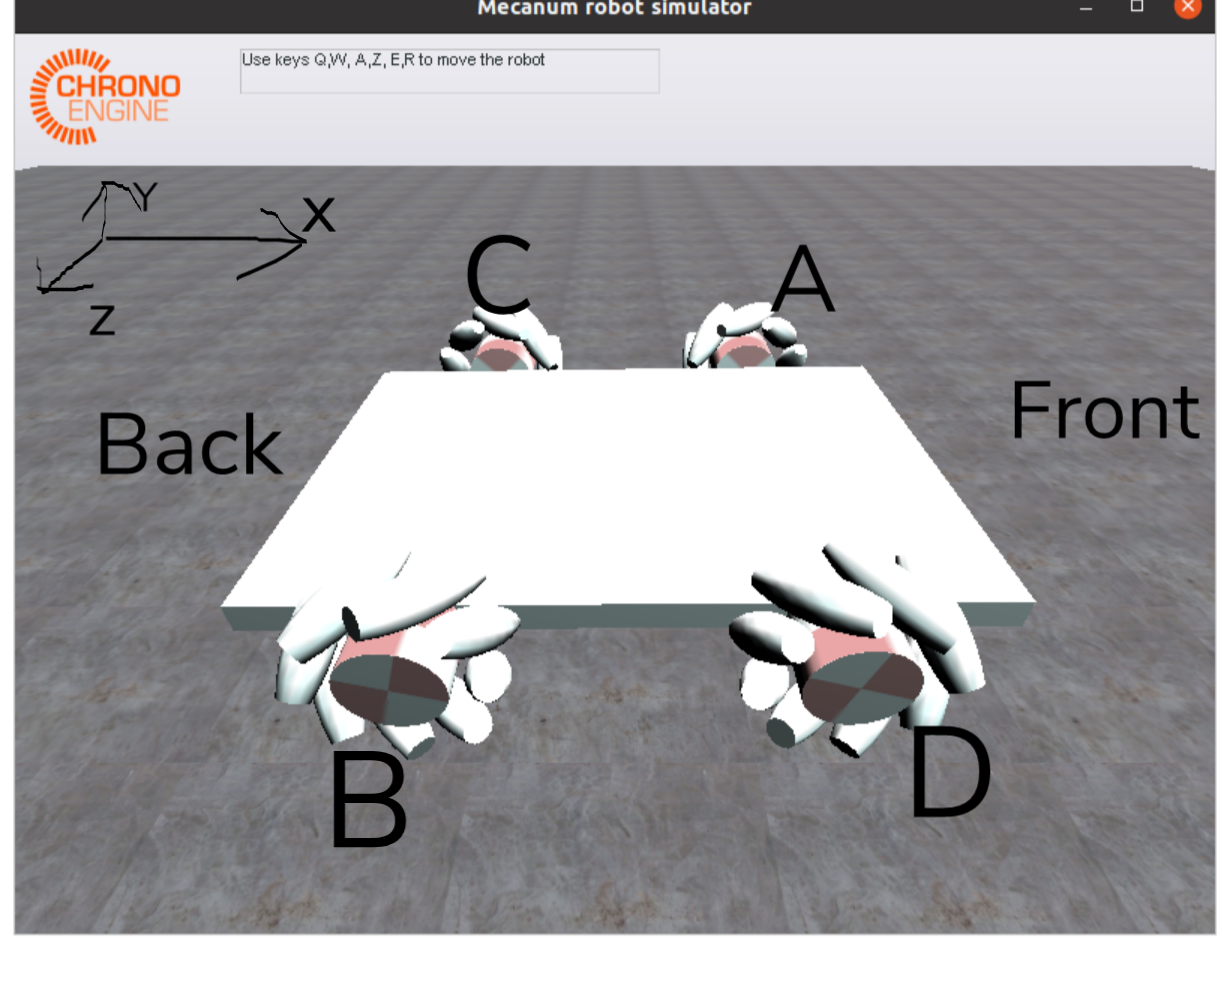 Mecanum robot simulator
Use keys Q,W, A,Z, E,R to move the robot
CHRONO
ENGINE
Y
X
Z
C
A
Back
Front
B
D